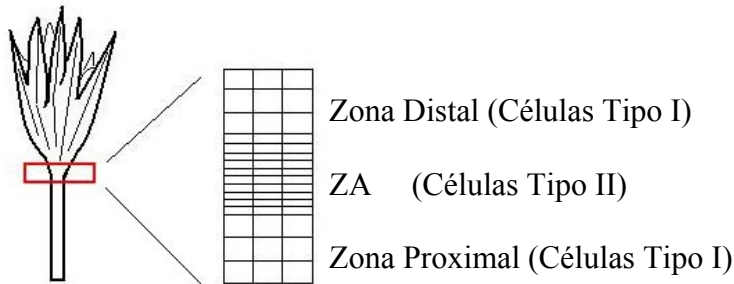 Zona Distal (Células Tipo I)
ZA (Células Tipo II)
Zona Proximal (Células Tipo I)